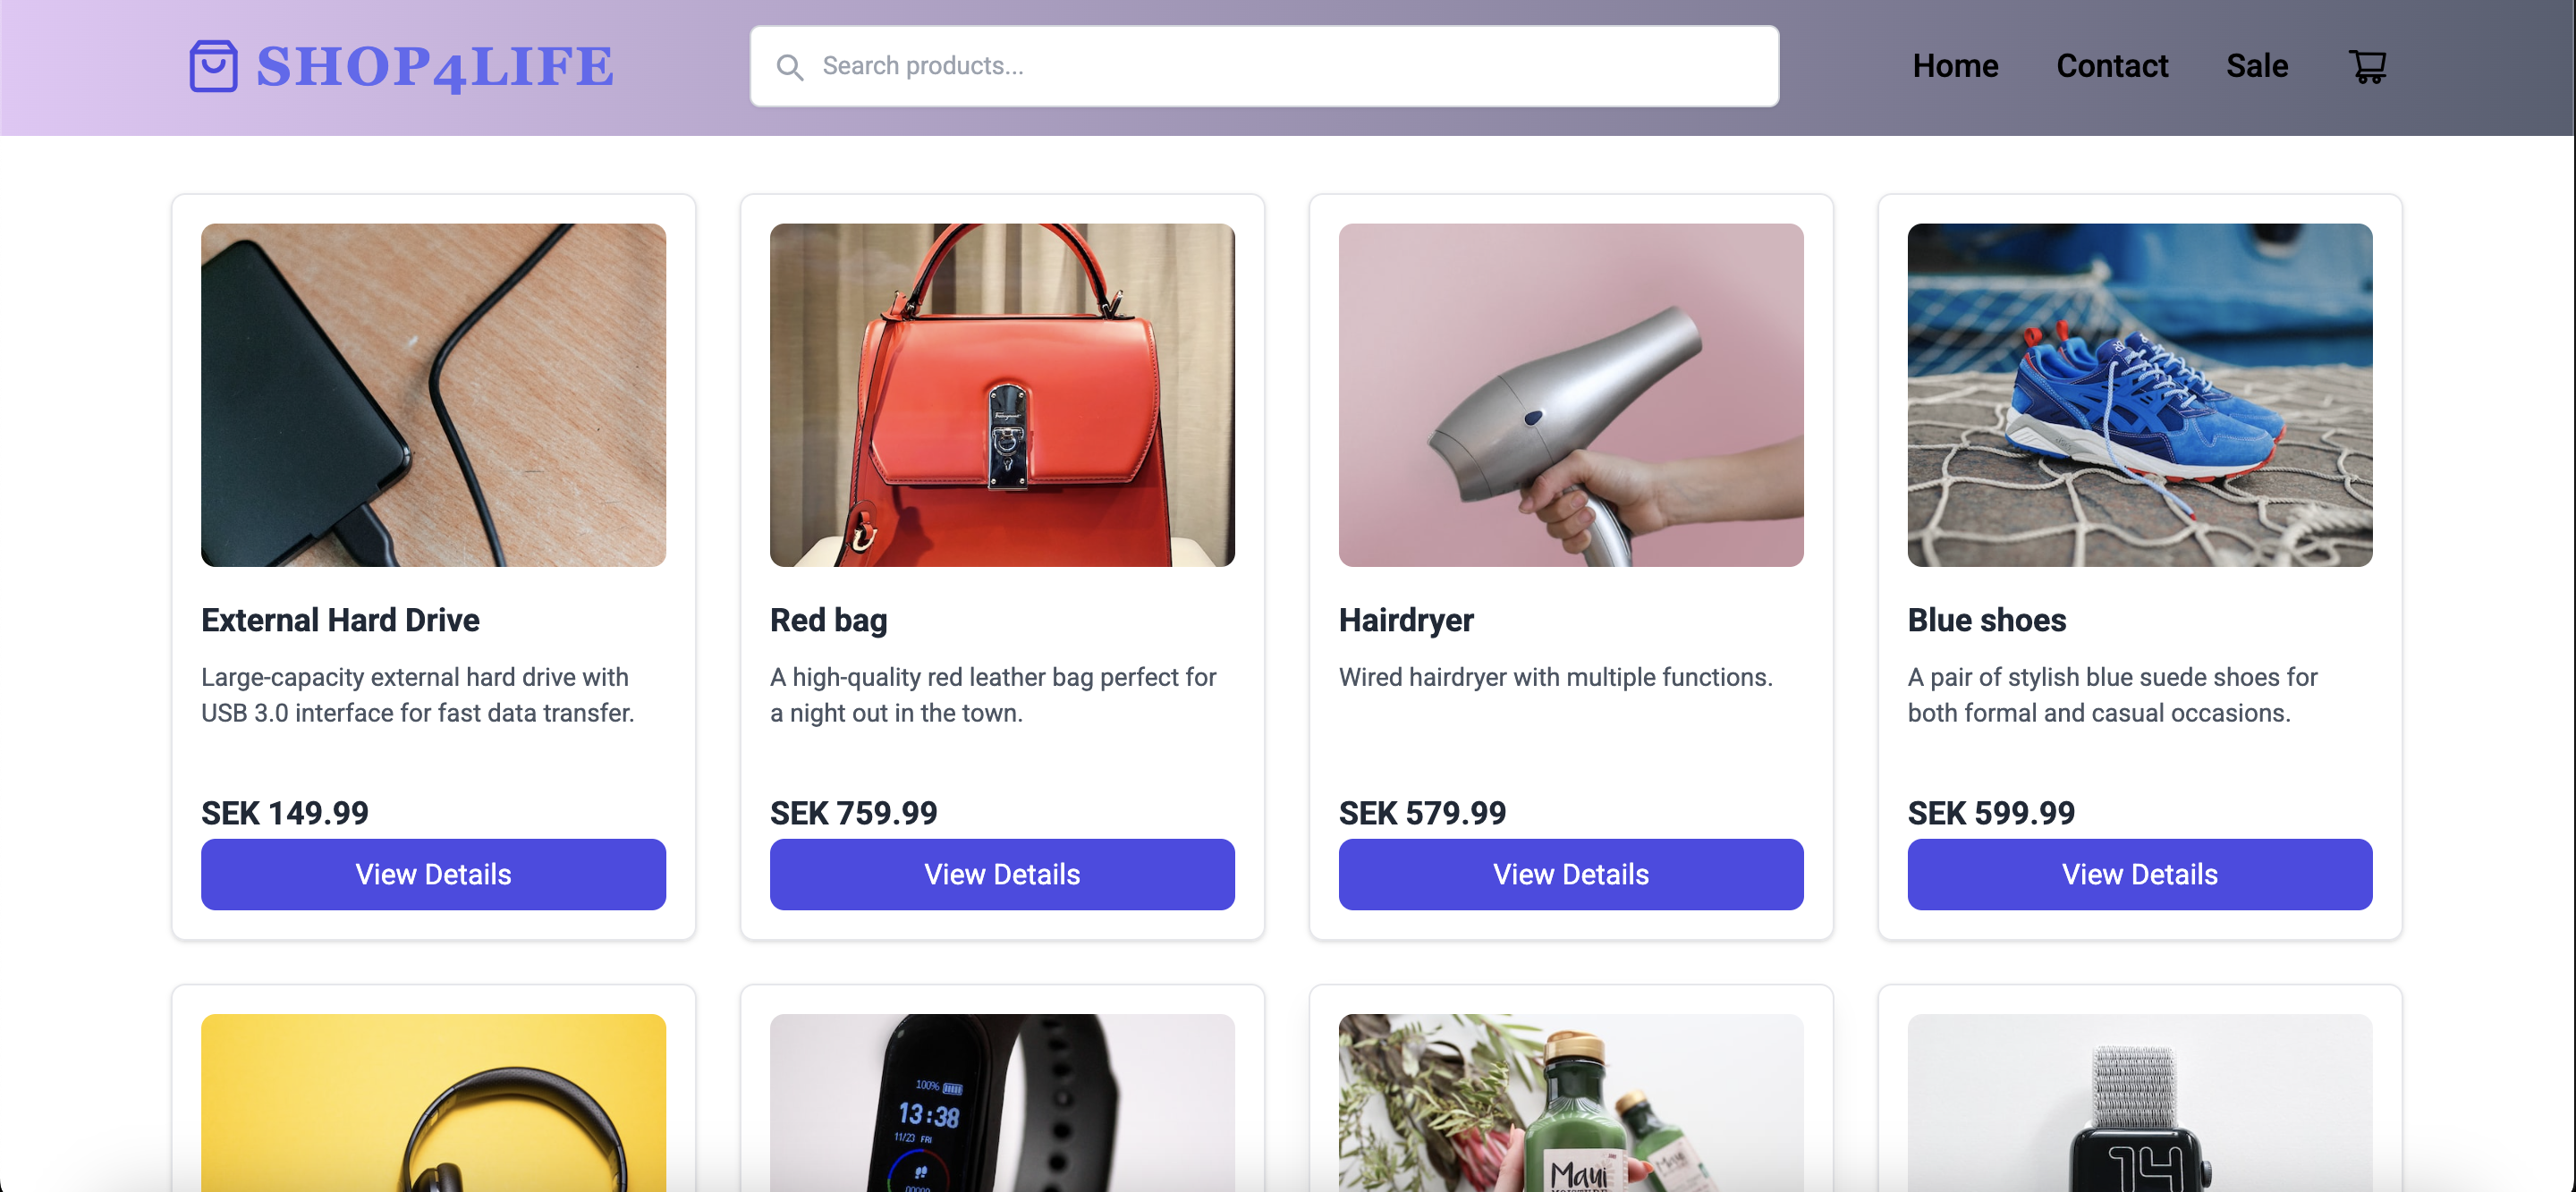 SHOP4LIFE
Search products...
Home Contact Sale
External Hard Drive
Large-capacity external hard drive with
USB 3.0 interface for fast data transfer.
SEK 149.99
View Details
Red bag
A high-quality red leather bag perfect for
a night out in the town.
SEK 759.99
View Details
Hairdryer
Wired hairdryer with multiple functions.
SEK 579.99
View Details
Blue shoes
A pair of stylish blue suede shoes for
both formal and casual occasions.
SEK 599.99
View Details
100%
13:38
11/23 FRI
Maui
MOISTURE
Maui
14